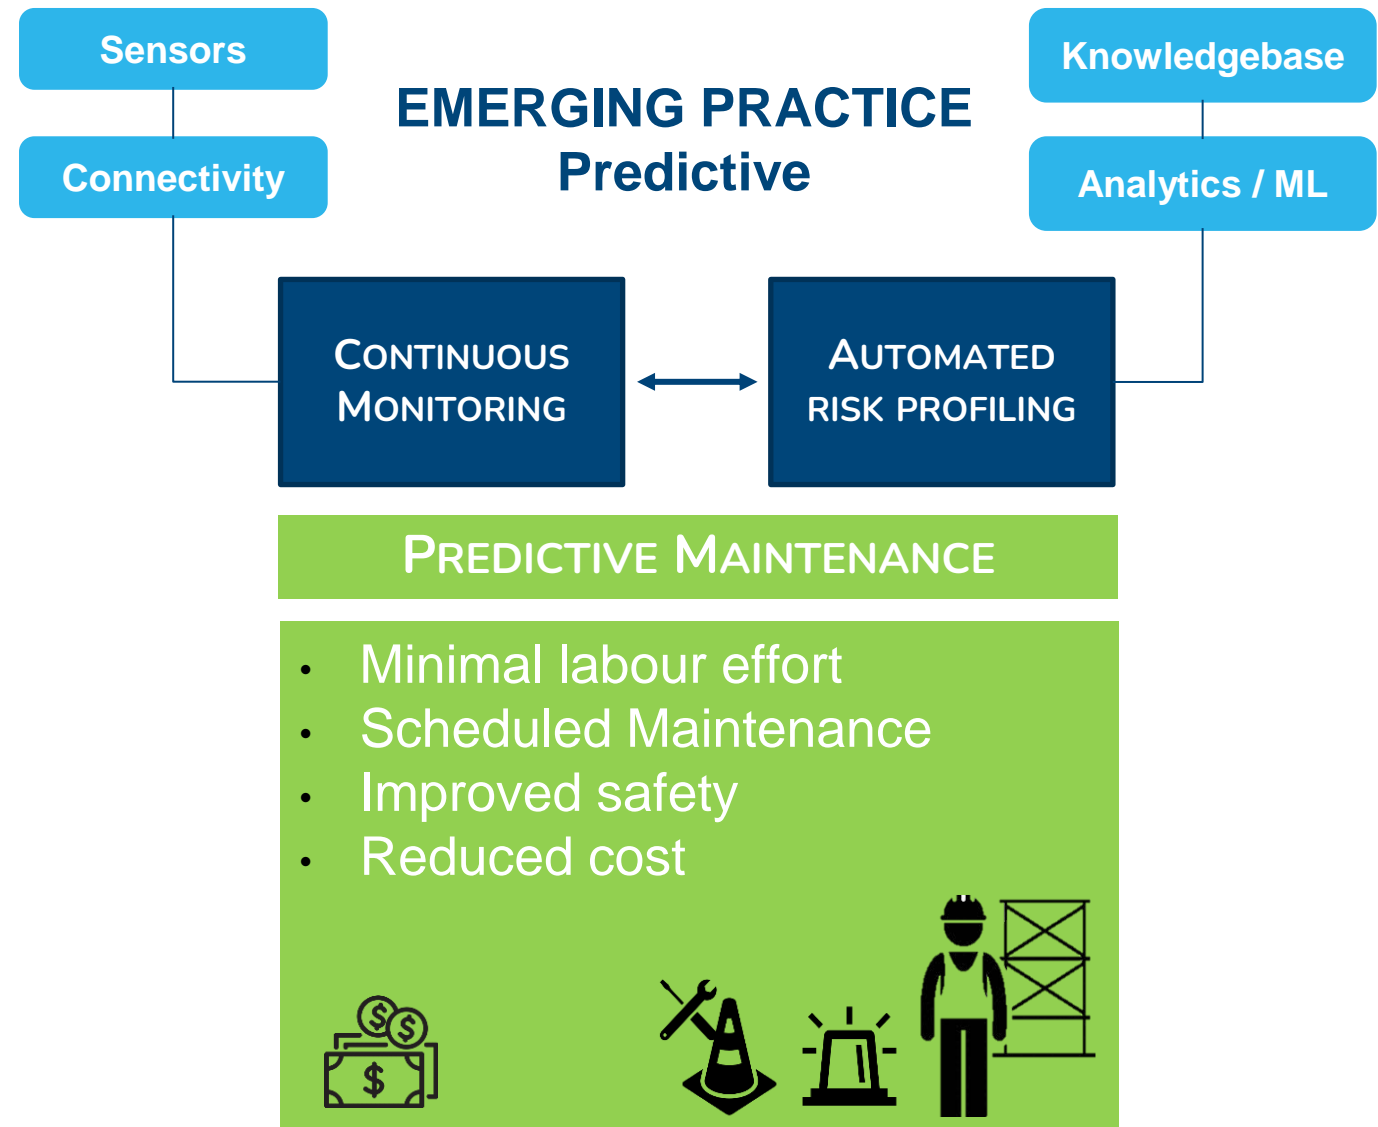 Sensors
Knowledgebase
EMERGING PRACTICE
Predictive
Connectivity
Analytics / ML
CONTINUOUS
MONITORING
AUTOMATED
RISK PROFILING
PREDICTIVE MAINTENANCE
• Minimal labour effort
• Scheduled Maintenance
• Improved safety
• Reduced cost
$ $
$